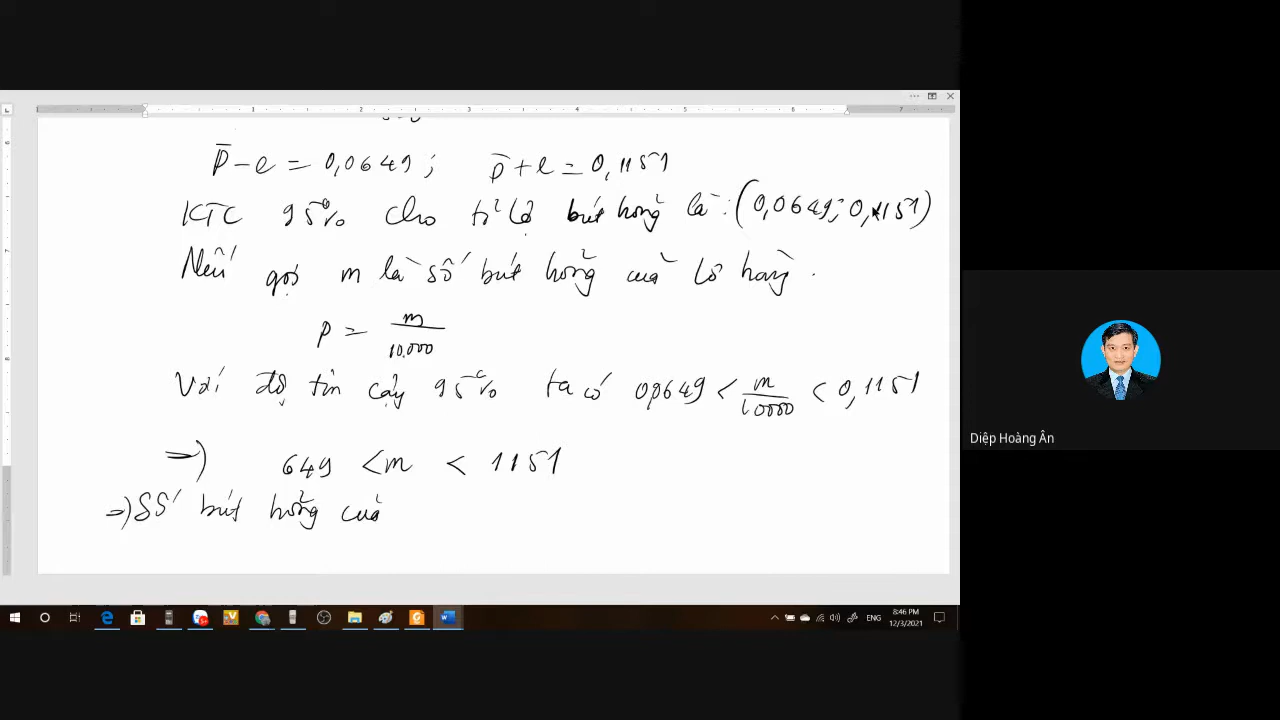 p̄ - e = 0,0649 ; p̄ + e = 0,1151
KTC 95% cho tỉ lệ bút hỏng là : (0,0649; 0,1151)
Nếu gọi m là số bút hỏng của lô hàng .
p = m / 10.000
Với độ tin cậy 95% ta có 0,0649 < m / 10000 < 0,1151
=> 649 < m < 1151
=> Số bút hỏng của
Diệp Hoàng Ân
ENG
8:46 PM
12/3/2021